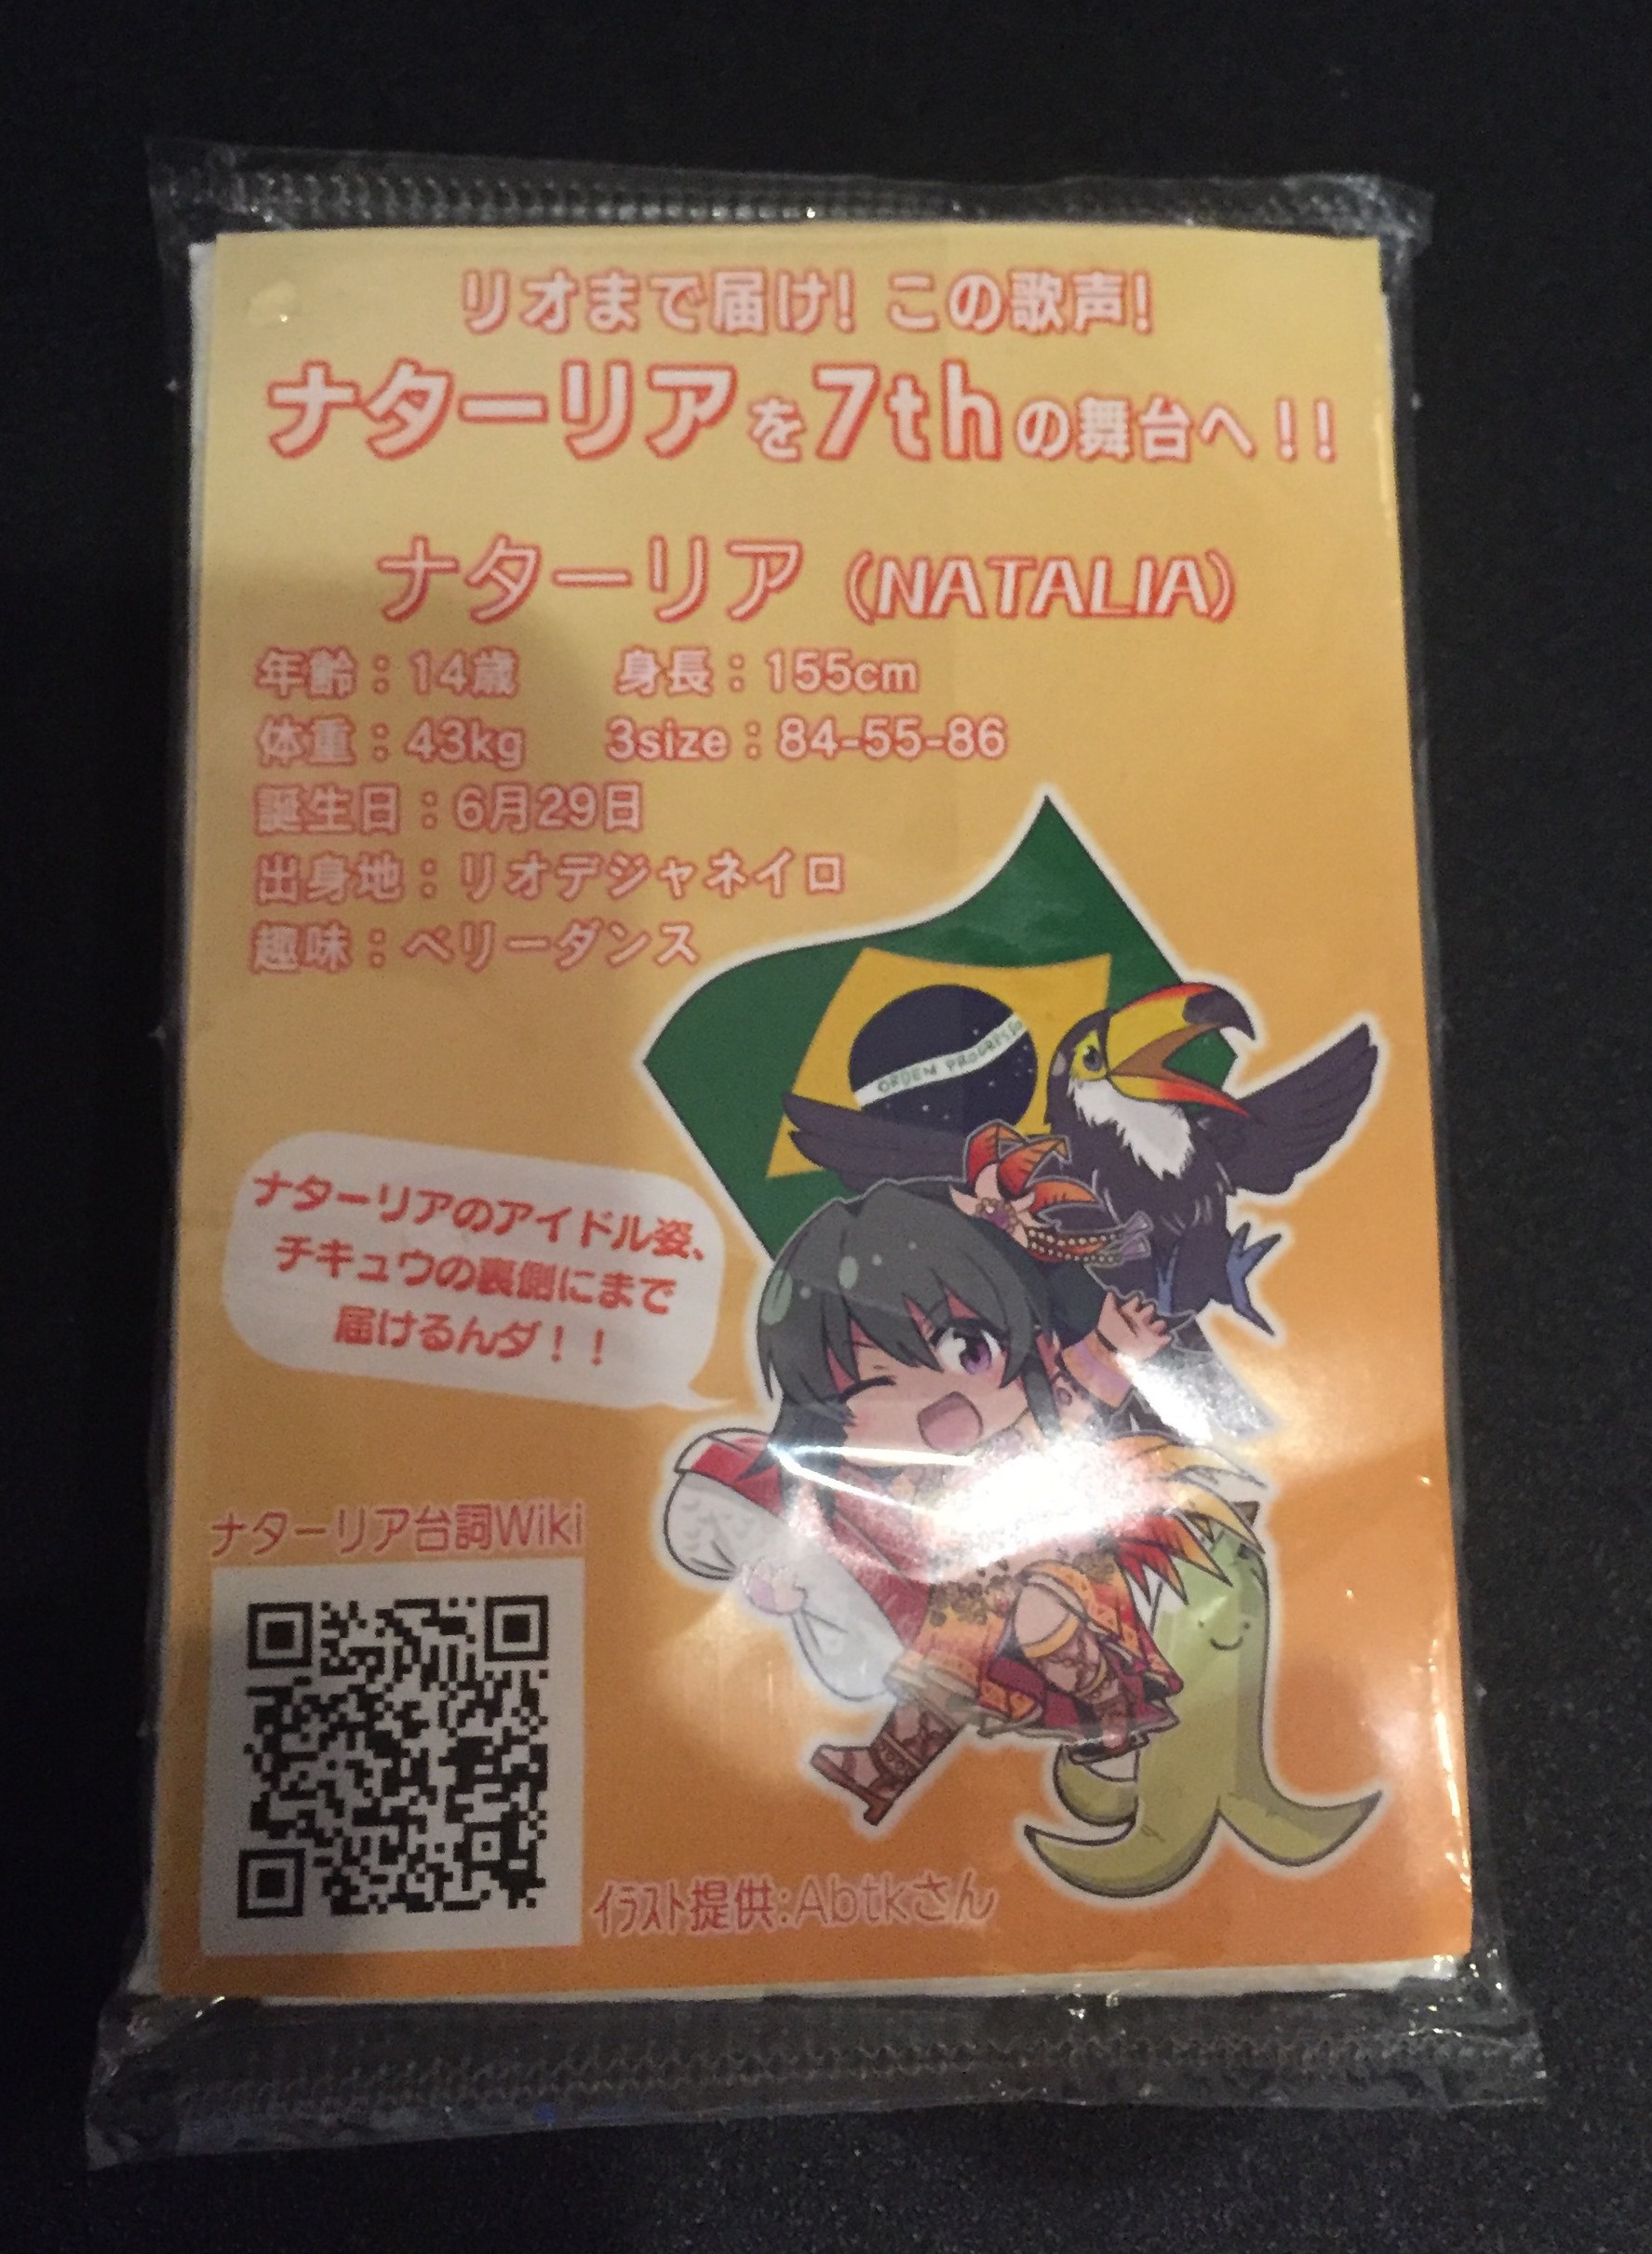 リオまで届け! この歌声!
ナターリアを7thの舞台へ!!
ナターリア (NATALIA)
年齢：14歳 身長：155cm
体重：43kg 3size：84-55-86
誕生日：6月29日
出身地：リオデジャネイロ
趣味：ベリーダンス
ORDEM PROGRESSO
ナターリアのアイドル姿、
チキュウの裏側にまで
届けるんダ！！
ナターリア台詞Wiki
イラスト提供:Abtkさん